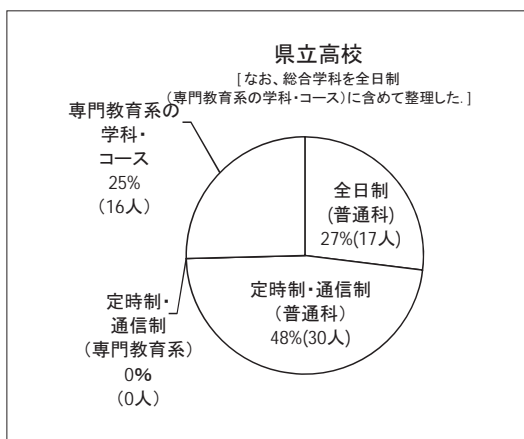 県立高校
[なお、総合学科を全日制
(専門教育系の学科・コース)に含めて整理した.]
専門教育系の
学科・
コース
25%
(16人)
全日制
(普通科)
27%(17人)
定時制・通信制
(普通科)
48%(30人)
定時制・
通信制
(専門教育系)
0%
(0人)